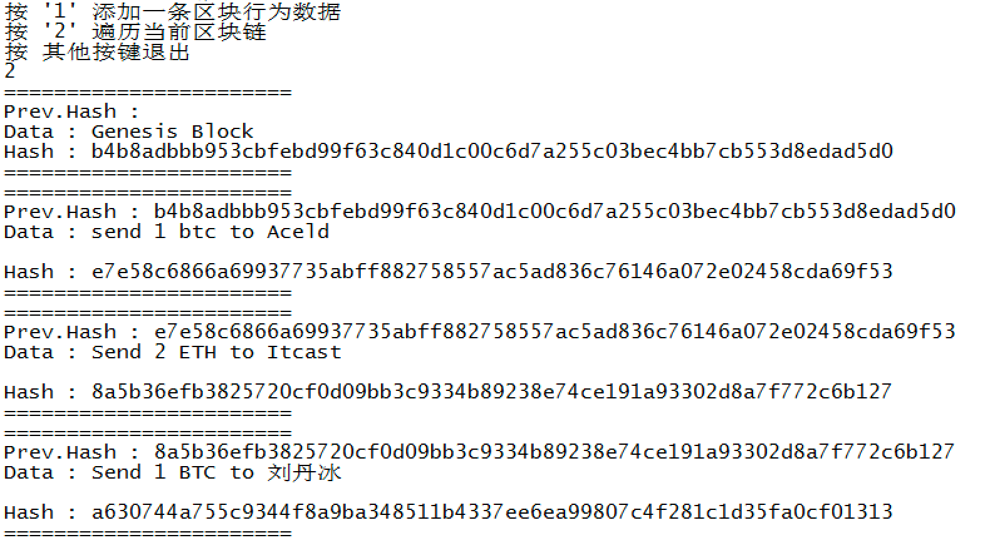 按 '1' 添加一条区块行为数据
按 '2' 遍历当前区块链
按 其他按键退出
2
=======================
Prev.Hash :
Data : Genesis Block
Hash : b4b8adbbb953cbfebd99f63c840d1c00c6d7a255c03bec4bb7cb553d8edad5d0
=======================
=======================
Prev.Hash : b4b8adbbb953cbfebd99f63c840d1c00c6d7a255c03bec4bb7cb553d8edad5d0
Data : send 1 btc to Aceld
Hash : e7e58c6866a69937735abff882758557ac5ad836c76146a072e02458cda69f53
=======================
=======================
Prev.Hash : e7e58c6866a69937735abff882758557ac5ad836c76146a072e02458cda69f53
Data : Send 2 ETH to Itcast
Hash : 8a5b36efb3825720cf0d09bb3c9334b89238e74ce191a93302d8a7f772c6b127
=======================
=======================
Prev.Hash : 8a5b36efb3825720cf0d09bb3c9334b89238e74ce191a93302d8a7f772c6b127
Data : Send 1 BTC to 刘丹冰
Hash : a630744a755c9344f8a9ba348511b4337ee6ea99807c4f281c1d35fa0cf01313
=======================